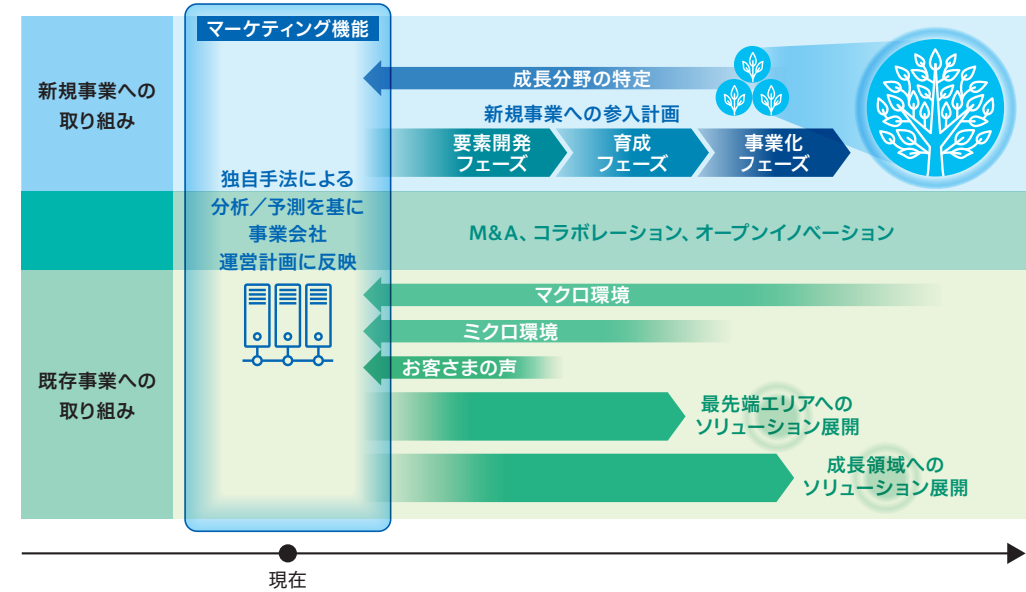 マーケティング機能
新規事業への
取り組み
成長分野の特定
新規事業への参入計画
要素開発
フェーズ
育成
フェーズ
事業化
フェーズ
独自手法による
分析／予測を基に
事業会社
運営計画に反映
M&A、コラボレーション、オープンイノベーション
既存事業への
取り組み
マクロ環境
ミクロ環境
お客さまの声
最先端エリアへの
ソリューション展開
成長領域への
ソリューション展開
現在